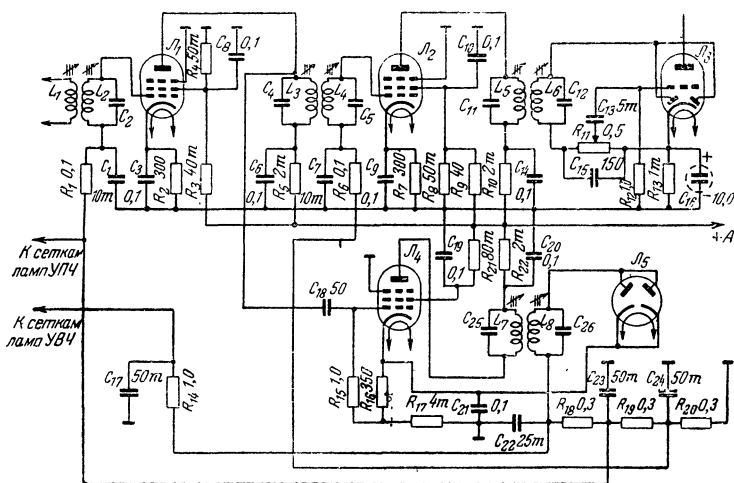 L₁
L₂
C₂
Л₁
R₄ 50т
C₈
0,1
C₄
L₃
L₄
C₅
Л₂
C₁₀
0,1
C₁₁
L₅
L₆
C₁₂
Л₃
C₁₃ 5т
R₁₁
0,5
C₁₅
150
R₁ 0,1
10т
C₁
C₃
0,1
R₂ 300
R₃ 40т
C₆
0,1
R₅ 2т
10т
C₇
0,1
R₆ 0,1
C₉
0,1
R₇ 300
R₈ 50т
R₉ 40
R₁₀ 2т
C₁₄
0,1
R₁₂
R₁₃ 1т
C₁₆
+
10,0
+А
К сеткам
ламп УПЧ
К сеткам
ламп УВЧ
Л₄
C₁₈ 50
C₁₉
0,1
R₂₁ 80т
R₂₂ 2т
C₂₀
0,1
C₂₅
L₇
L₈
C₂₆
Л₅
C₁₇
50т
R₁₄ 1,0
R₁₅ 1,0
R₁₆ 350
R₁₇ 4т
C₂₁
0,1
C₂₂ 25т
R₁₈ 0,3
C₂₃
50т
R₁₉ 0,3
C₂₄
50т
R₂₀ 0,3